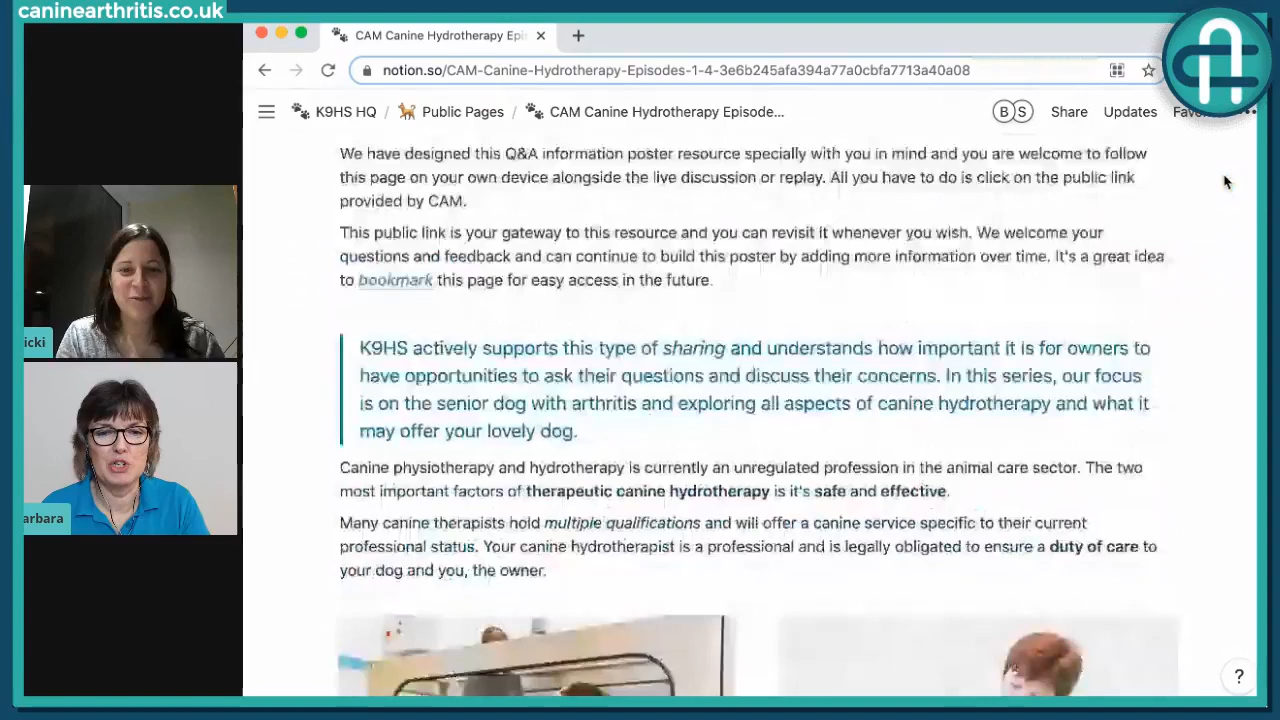 caninearthritis.co.uk
CAM Canine Hydrotherapy Epi
notion.so/CAM-Canine-Hydrotherapy-Episodes-1-4-3e6b245afa394a77a0cbfa7713a40a08
K9HS HQ / Public Pages / CAM Canine Hydrotherapy Episode... B S Share Updates Favo
We have designed this Q&A information poster resource specially with you in mind and you are welcome to follow
this page on your own device alongside the live discussion or replay. All you have to do is click on the public link
provided by CAM.
This public link is your gateway to this resource and you can revisit it whenever you wish. We welcome your
questions and feedback and can continue to build this poster by adding more information over time. It's a great idea
to bookmark this page for easy access in the future.
K9HS actively supports this type of sharing and understands how important it is for owners to
have opportunities to ask their questions and discuss their concerns. In this series, our focus
is on the senior dog with arthritis and exploring all aspects of canine hydrotherapy and what it
may offer your lovely dog.
Canine physiotherapy and hydrotherapy is currently an unregulated profession in the animal care sector. The two
most important factors of therapeutic canine hydrotherapy is it's safe and effective.
Many canine therapists hold multiple qualifications and will offer a canine service specific to their current
professional status. Your canine hydrotherapist is a professional and is legally obligated to ensure a duty of care to
your dog and you, the owner.
icki
arbara
?